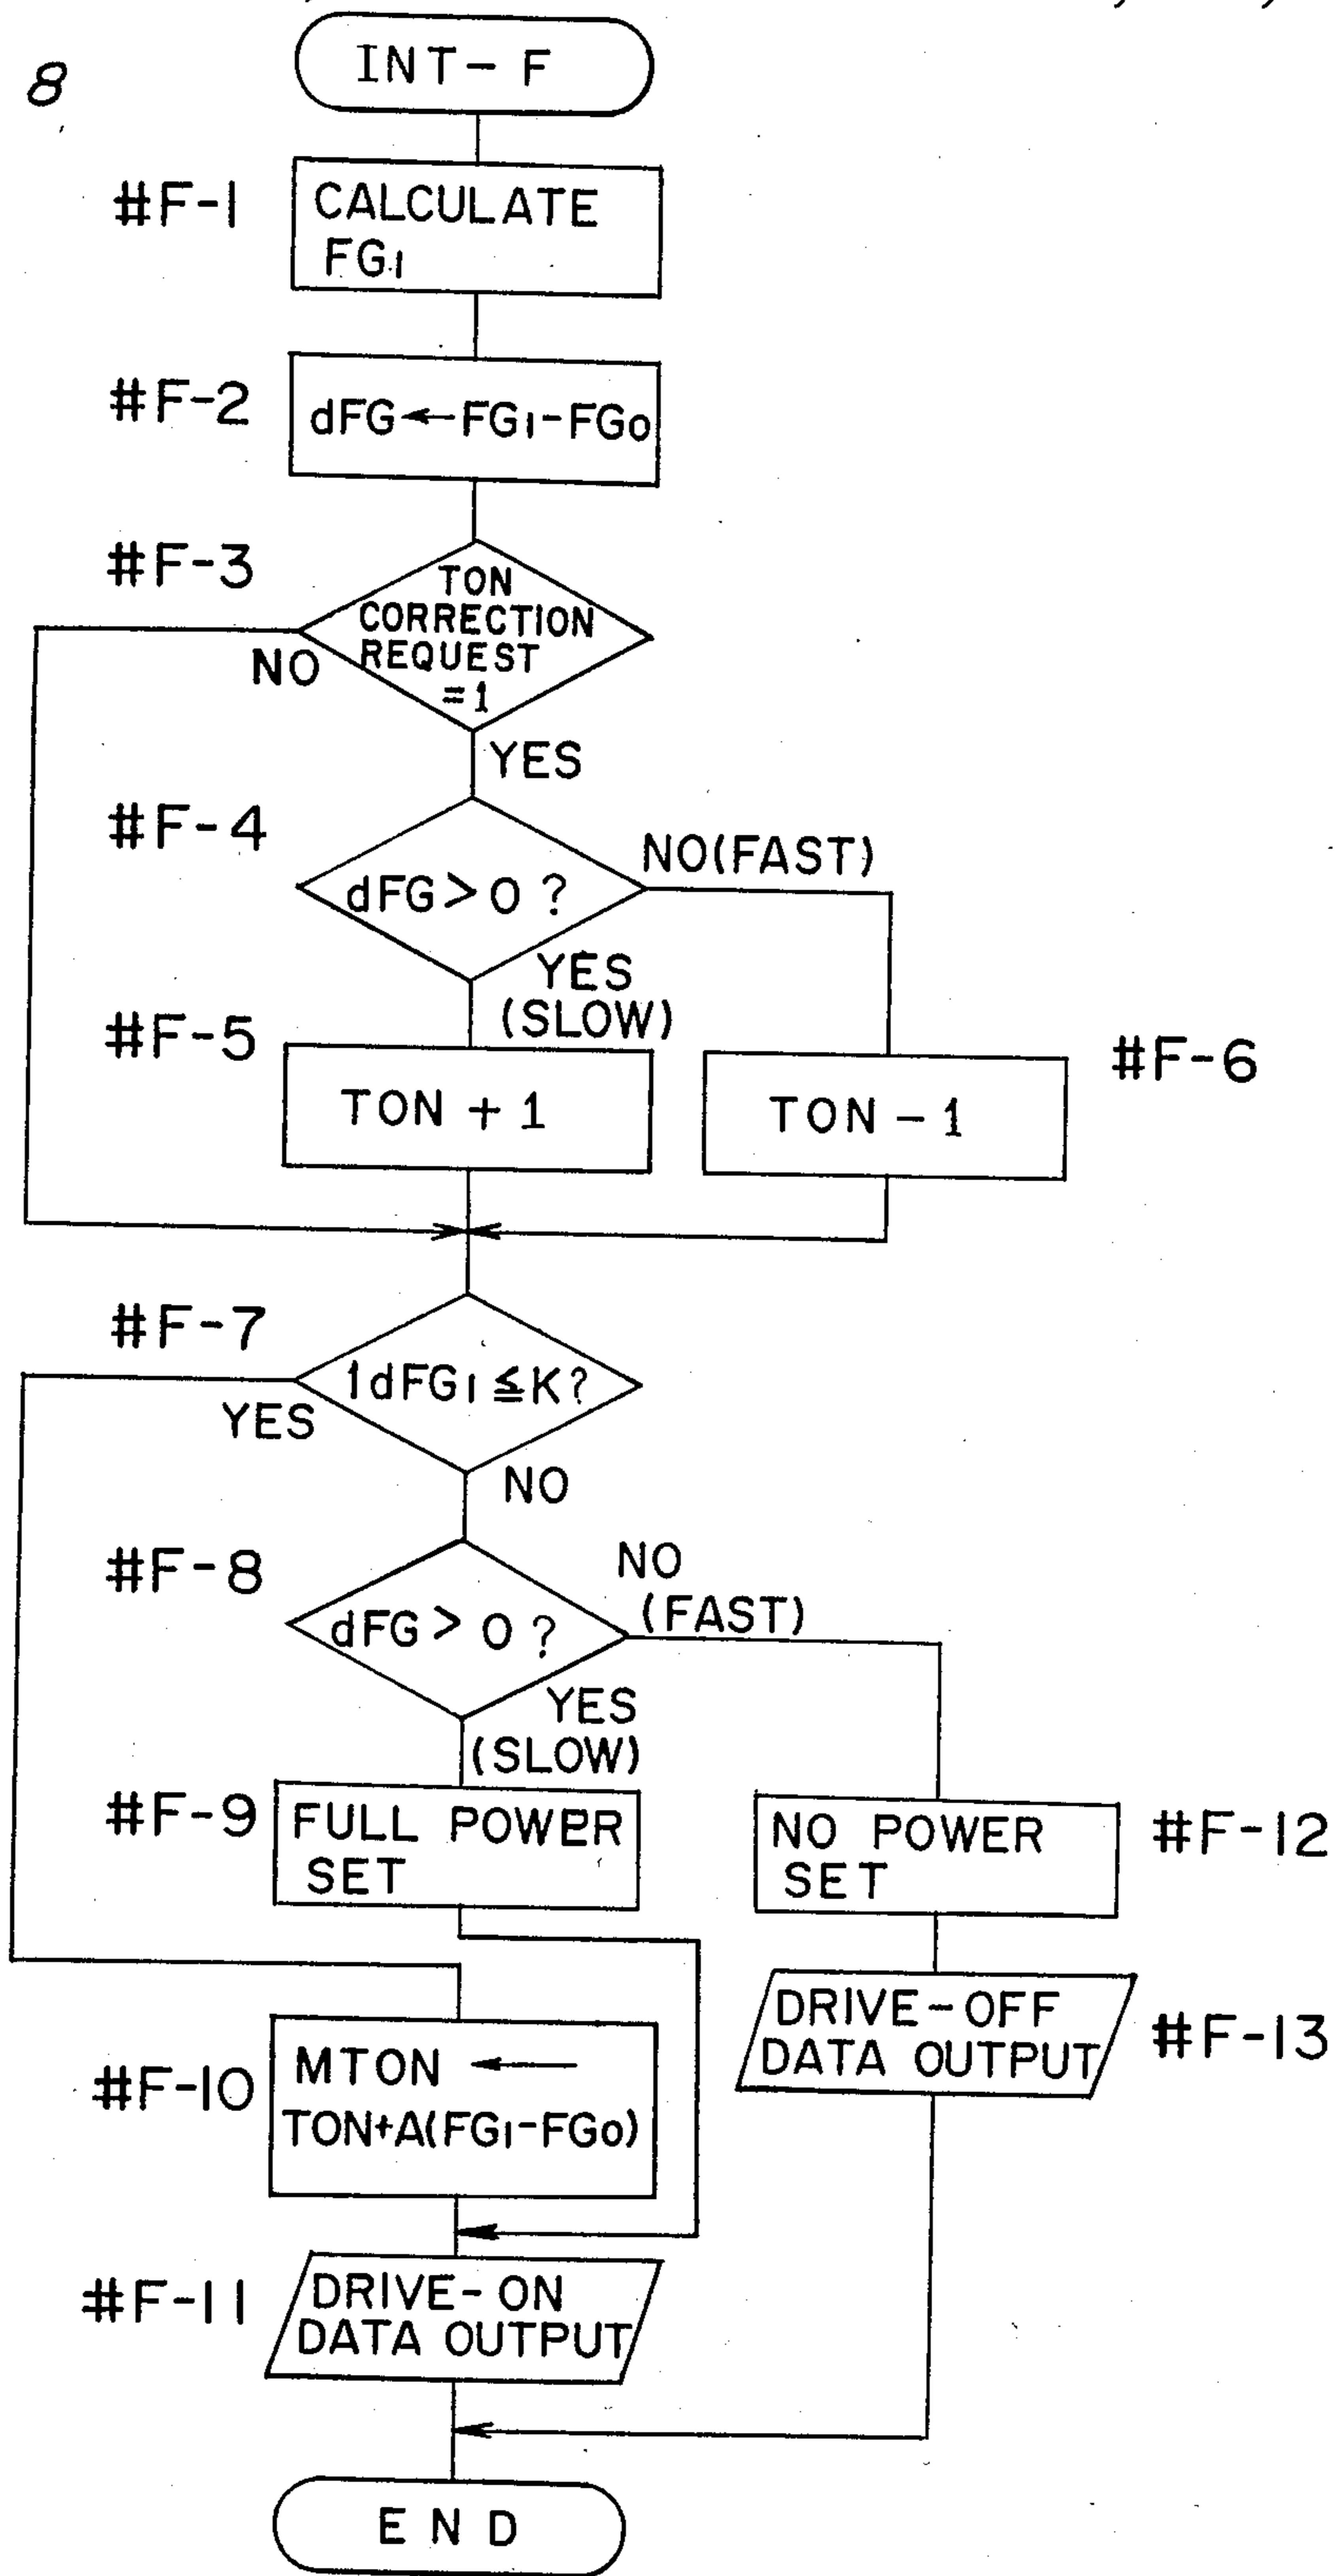 8
INT-F
#F-1
CALCULATE
FG1
#F-2
dFG←FG1-FG0
#F-3
TON
CORRECTION
REQUEST
=1
NO
YES
#F-4
dFG>0?
NO(FAST)
YES
(SLOW)
#F-5
TON+1
TON-1
#F-6
#F-7
|dFG|≦K?
YES
NO
#F-8
dFG>0?
NO
(FAST)
YES
(SLOW)
#F-9
FULL POWER
SET
NO POWER
SET
#F-12
DRIVE-OFF
DATA OUTPUT
#F-13
#F-10
MTON ←
TON+A(FG1-FG0)
#F-11
DRIVE-ON
DATA OUTPUT
END